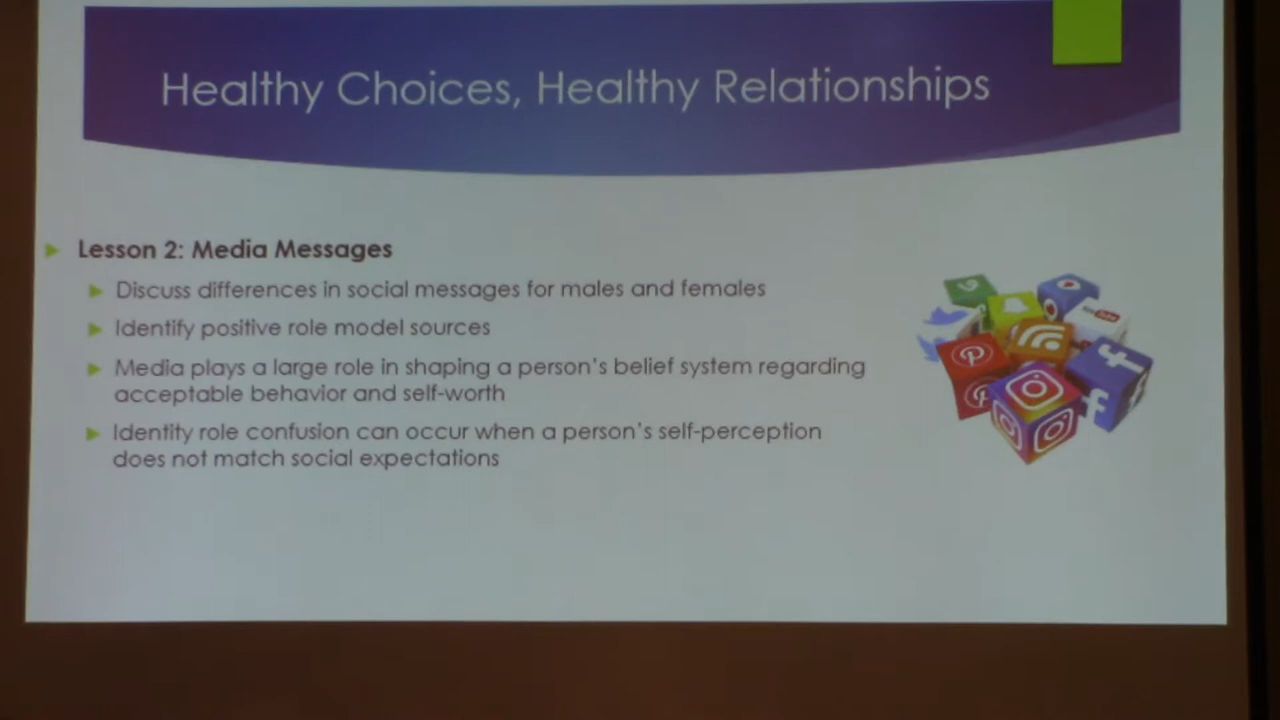 Healthy Choices, Healthy Relationships
Lesson 2: Media Messages
Discuss differences in social messages for males and females
Identify positive role model sources
Media plays a large role in shaping a person's belief system regarding
acceptable behavior and self-worth
Identity role confusion can occur when a person's self-perception
does not match social expectations